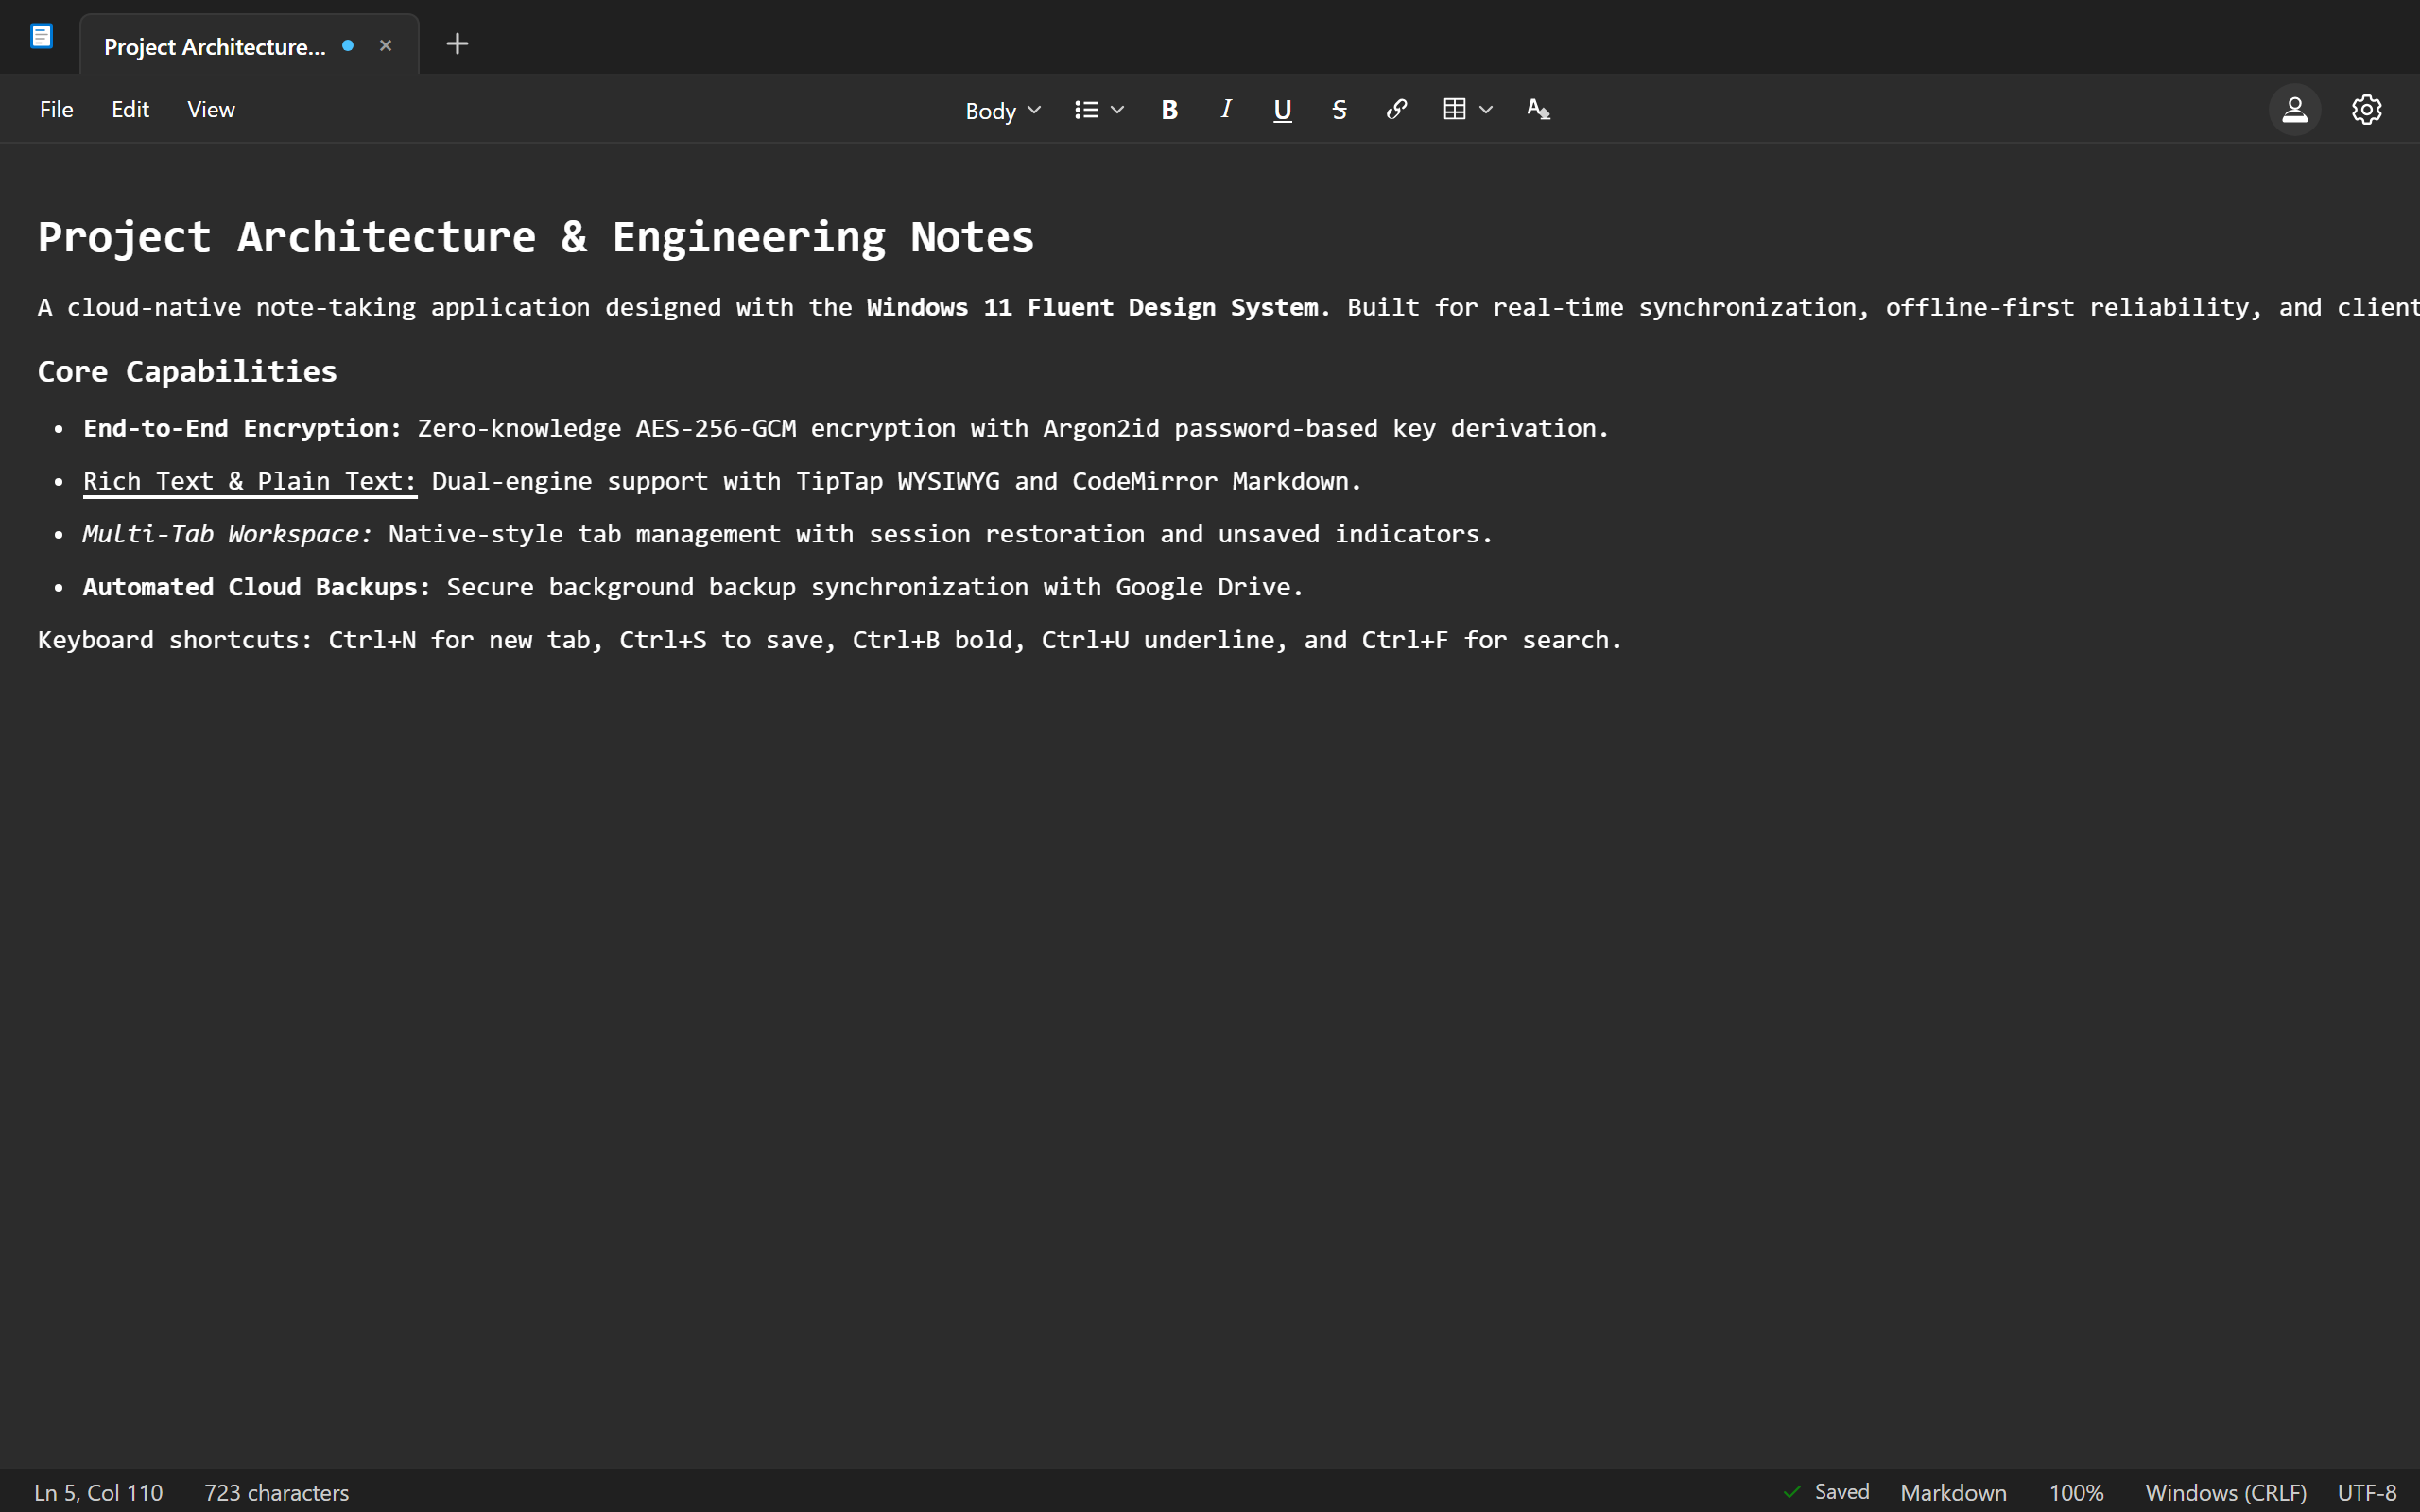 Project Architecture...
File Edit View
Body B I U S
Project Architecture & Engineering Notes
A cloud-native note-taking application designed with the Windows 11 Fluent Design System. Built for real-time synchronization, offline-first reliability, and client
Core Capabilities
• End-to-End Encryption: Zero-knowledge AES-256-GCM encryption with Argon2id password-based key derivation.
• Rich Text & Plain Text: Dual-engine support with TipTap WYSIWYG and CodeMirror Markdown.
• Multi-Tab Workspace: Native-style tab management with session restoration and unsaved indicators.
• Automated Cloud Backups: Secure background backup synchronization with Google Drive.
Keyboard shortcuts: Ctrl+N for new tab, Ctrl+S to save, Ctrl+B bold, Ctrl+U underline, and Ctrl+F for search.
Ln 5, Col 110 723 characters Saved Markdown 100% Windows (CRLF) UTF-8